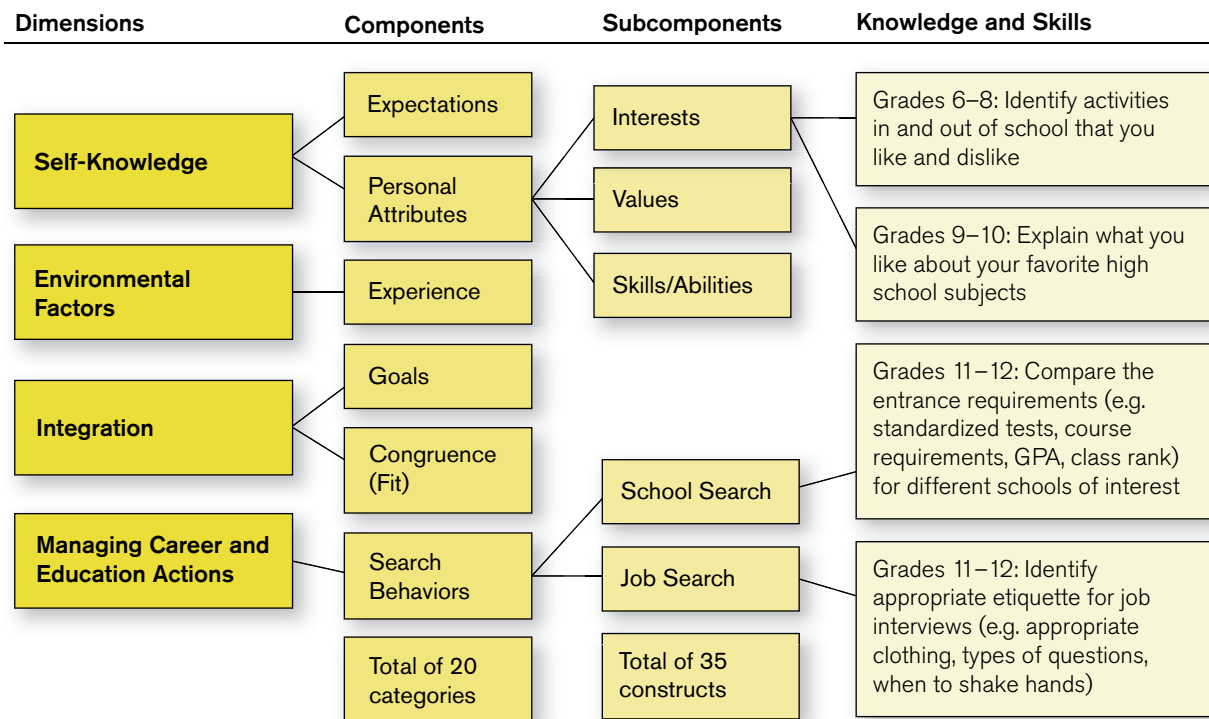 Dimensions
Components
Subcomponents
Knowledge and Skills
Self-Knowledge
Environmental
Factors
Integration
Managing Career and
Education Actions
Expectations
Personal
Attributes
Experience
Goals
Congruence
(Fit)
Search
Behaviors
Total of 20
categories
Interests
Values
Skills/Abilities
School Search
Job Search
Total of 35
constructs
Grades 6–8: Identify activities
in and out of school that you
like and dislike
Grades 9–10: Explain what you
like about your favorite high
school subjects
Grades 11–12: Compare the
entrance requirements (e.g.
standardized tests, course
requirements, GPA, class rank)
for different schools of interest
Grades 11–12: Identify
appropriate etiquette for job
interviews (e.g. appropriate
clothing, types of questions,
when to shake hands)